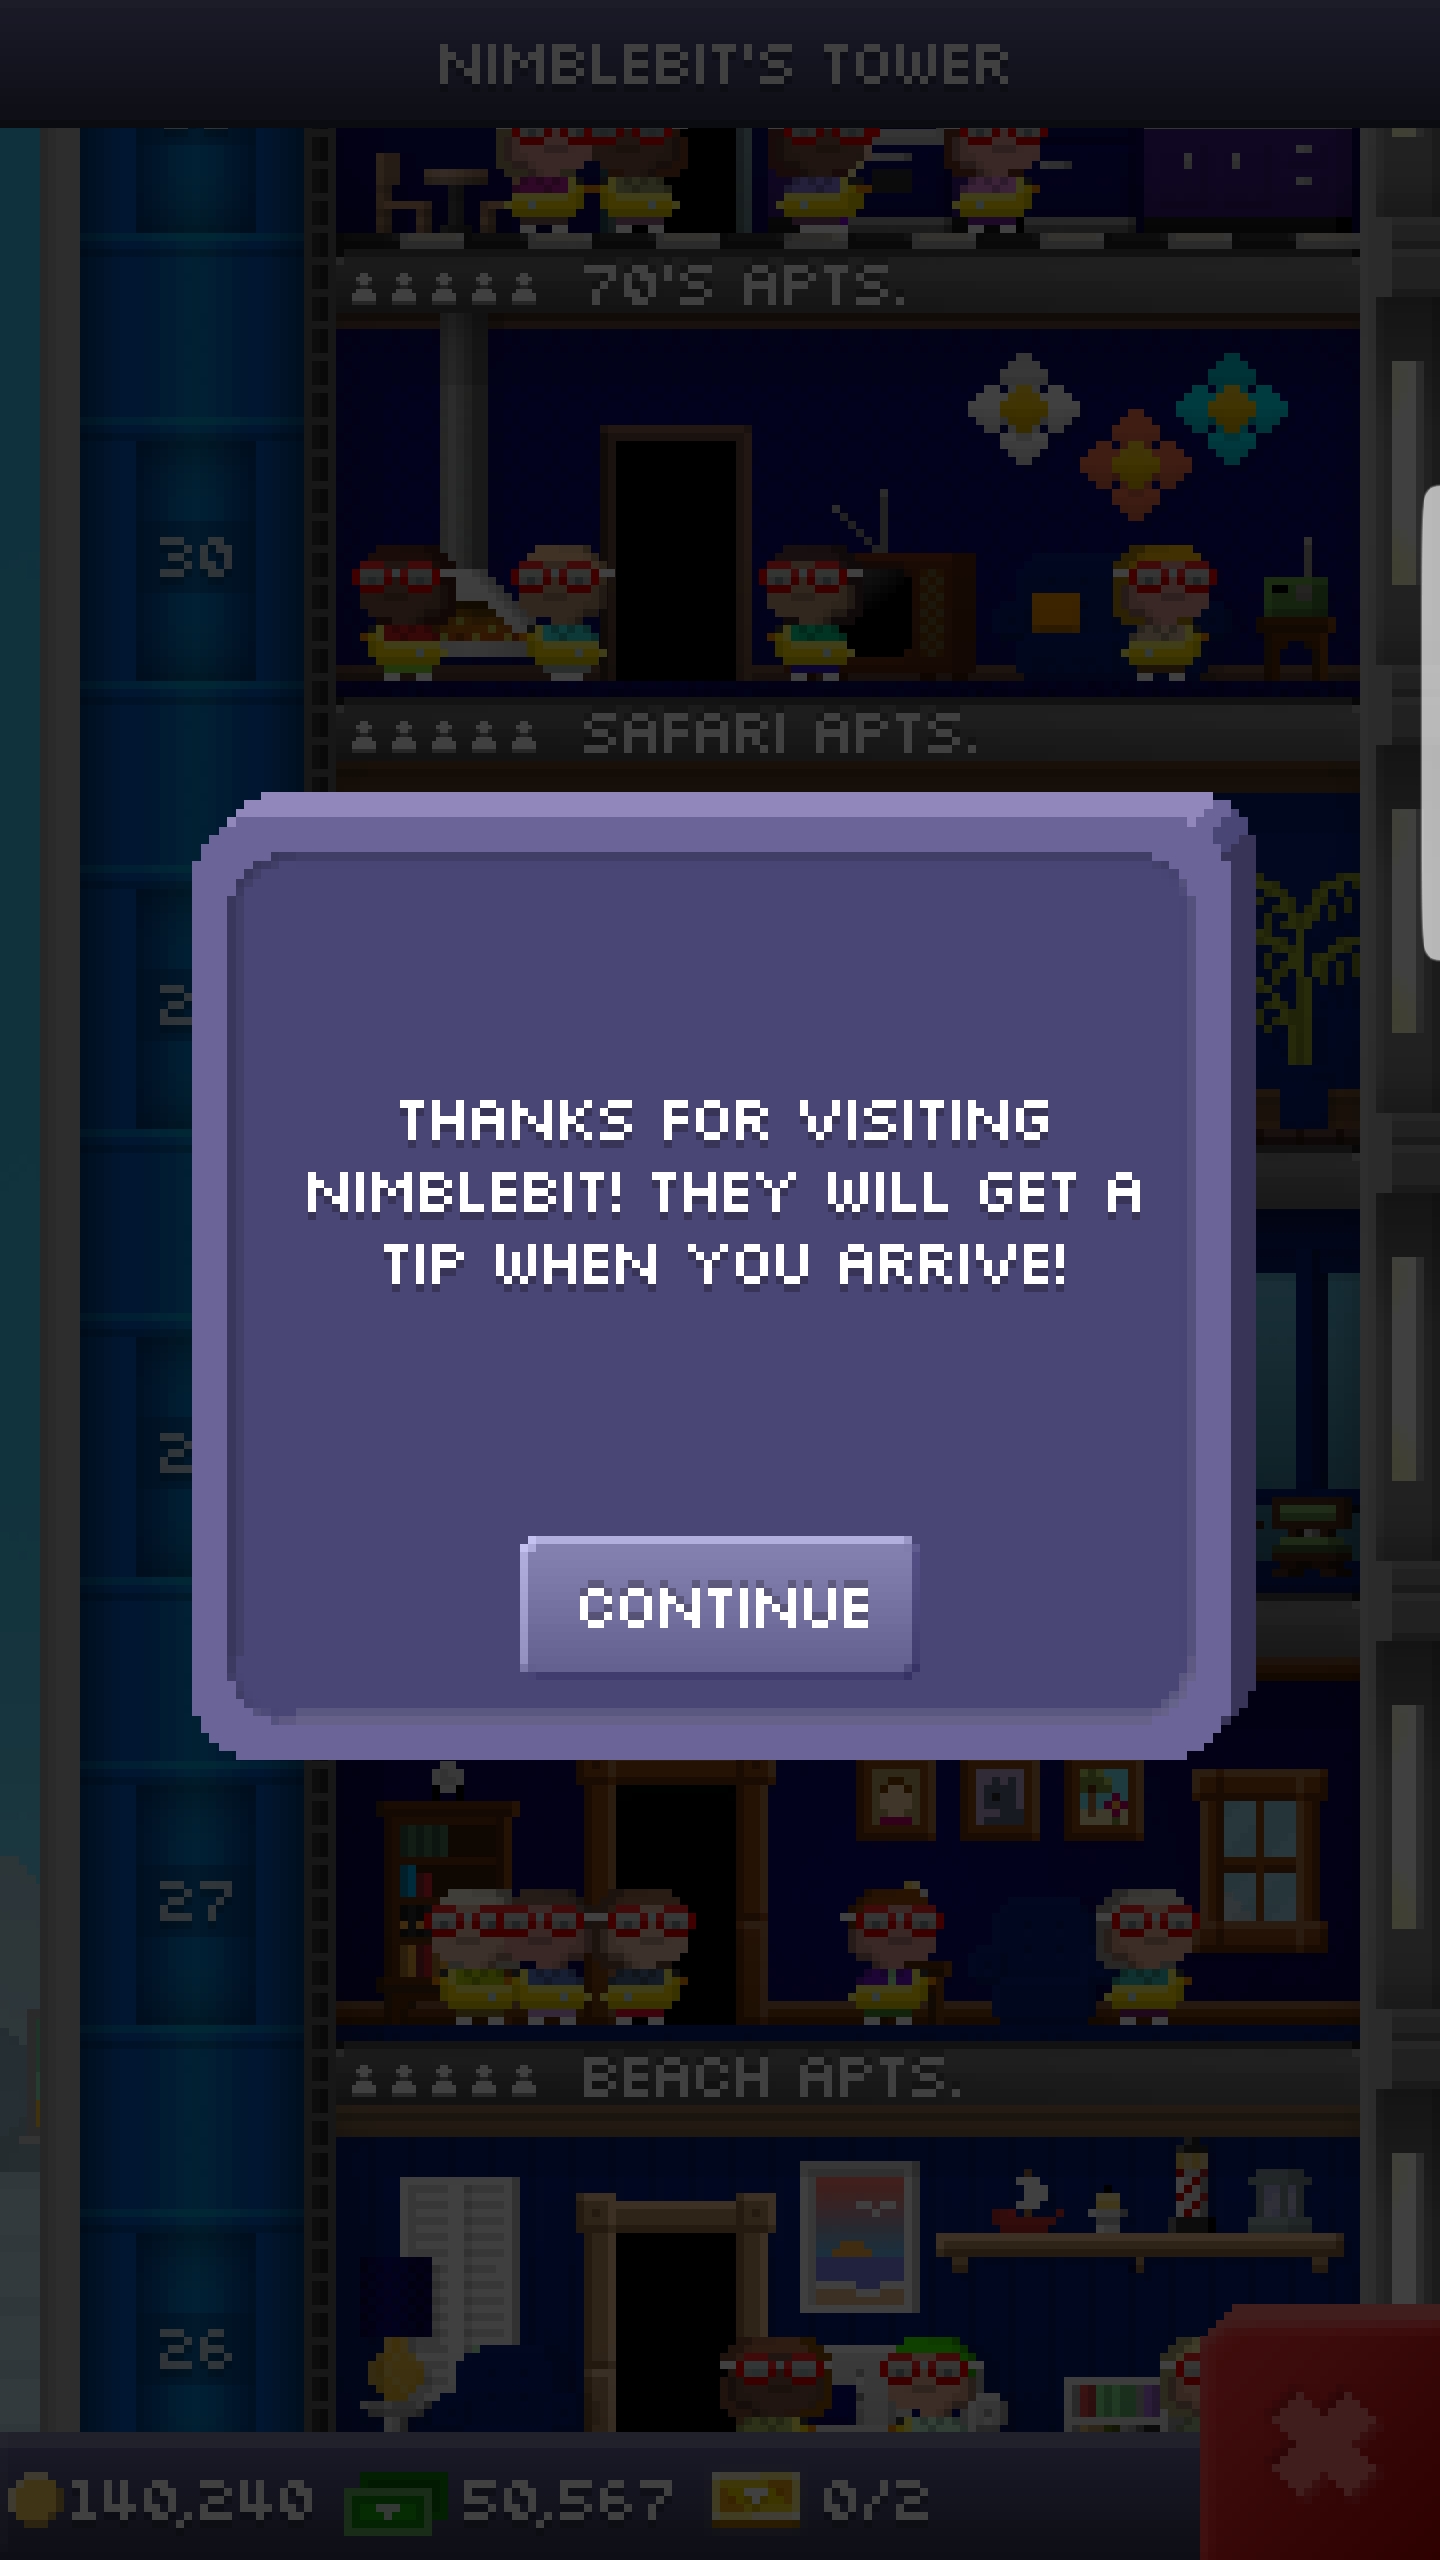 NIMBLEBIT'S TOWER
70'S APTS.
30
SAFARI APTS.
THANKS FOR VISITING
NIMBLEBIT! THEY WILL GET A
TIP WHEN YOU ARRIVE!
CONTINUE
27
BEACH APTS.
26
140,240 50,567 0/2